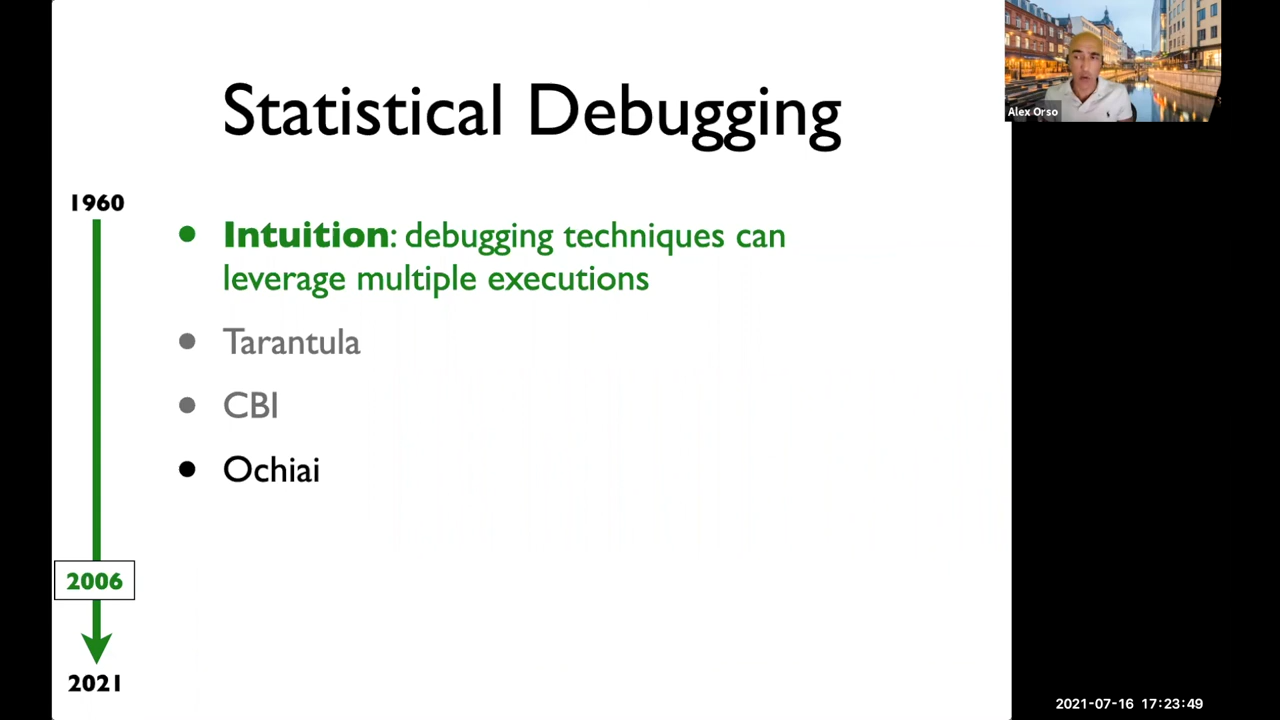 Statistical Debugging
1960
Intuition: debugging techniques can
leverage multiple executions
Tarantula
CBI
Ochiai
2006
2021
Alex Orso
2021-07-16 17:23:49